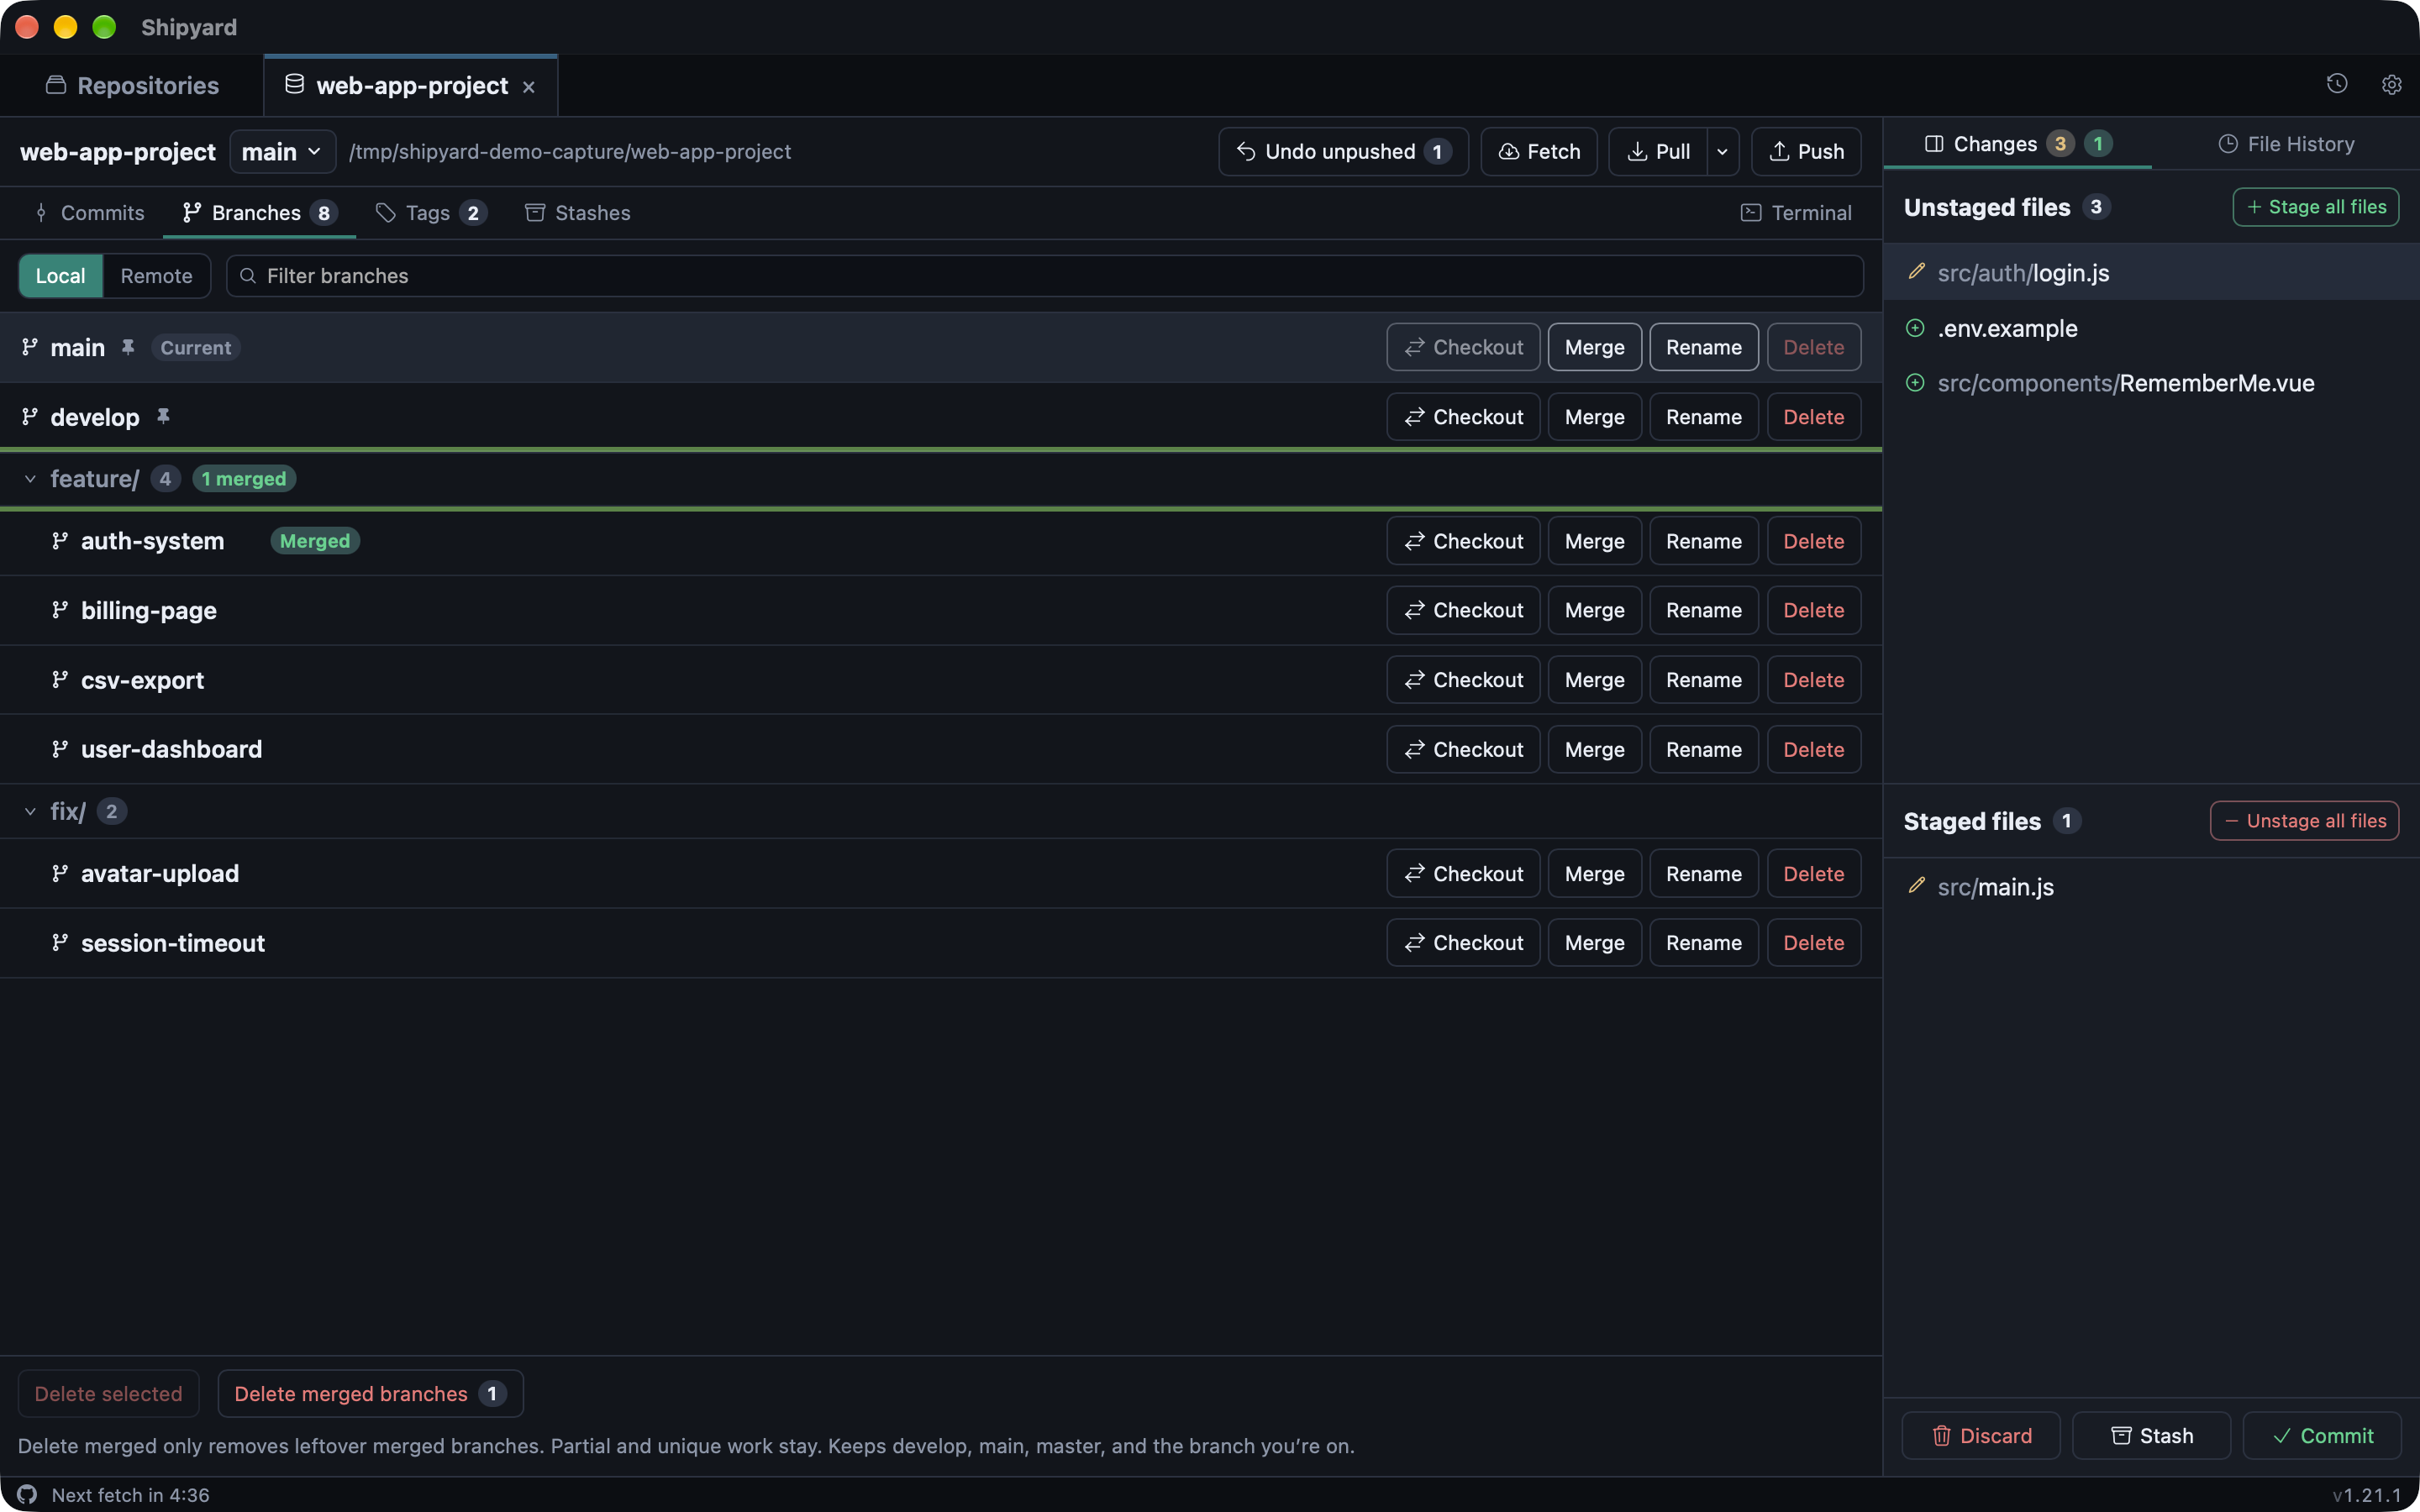 Shipyard
Repositories
web-app-project ×
web-app-project main /tmp/shipyard-demo-capture/web-app-project Undo unpushed 1 Fetch Pull Push
Commits Branches 8 Tags 2 Stashes Terminal
Local Remote Filter branches
main Current Checkout Merge Rename Delete
develop Checkout Merge Rename Delete
feature/ 4 1 merged
auth-system Merged Checkout Merge Rename Delete
billing-page Checkout Merge Rename Delete
csv-export Checkout Merge Rename Delete
user-dashboard Checkout Merge Rename Delete
fix/ 2
avatar-upload Checkout Merge Rename Delete
session-timeout Checkout Merge Rename Delete
Delete selected Delete merged branches 1
Delete merged only removes leftover merged branches. Partial and unique work stay. Keeps develop, main, master, and the branch you’re on.
Changes 3 1 File History
Unstaged files 3 + Stage all files
src/auth/login.js
.env.example
src/components/RememberMe.vue
Staged files 1 − Unstage all files
src/main.js
Discard Stash Commit
Next fetch in 4:36
v1.21.1